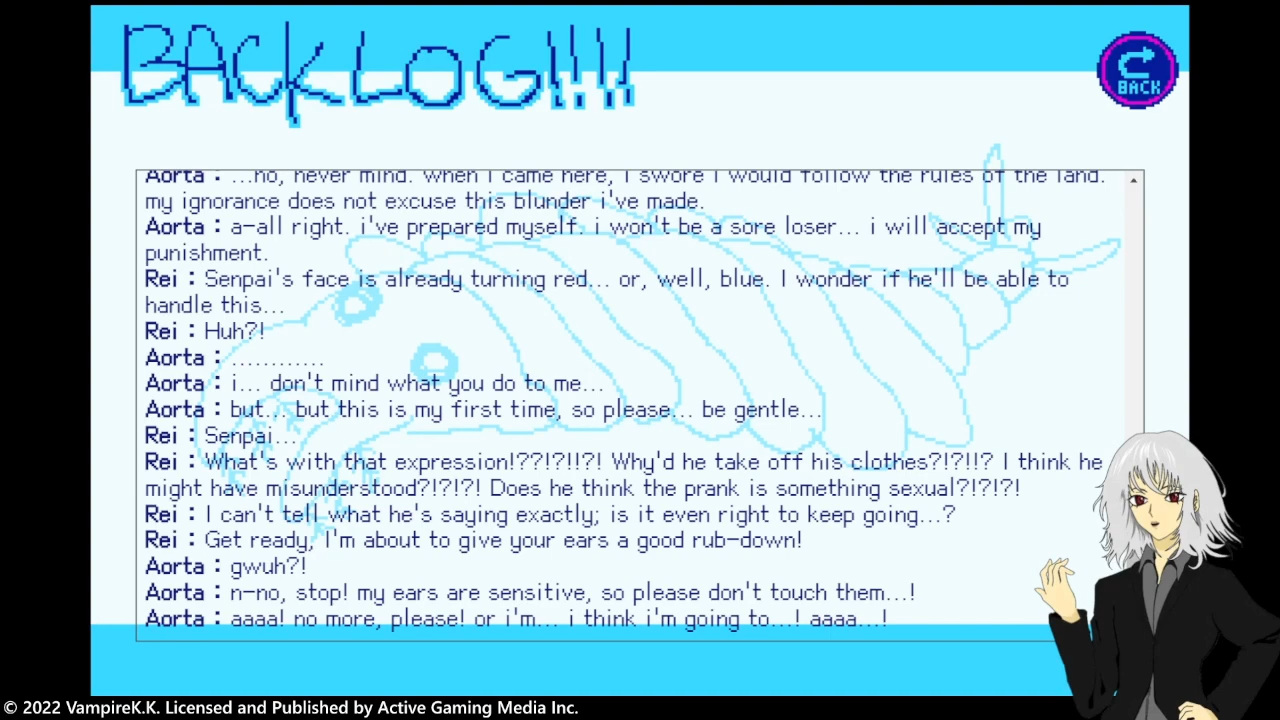 BACKLOG!!!!
BACK
Aorta : ...no, never mind. when i came here, i swore i would follow the rules of the land.
my ignorance does not excuse this blunder i've made.
Aorta : a-all right. i've prepared myself. i won't be a sore loser... i will accept my
punishment.
Rei : Senpai's face is already turning red... or, well, blue. I wonder if he'll be able to
handle this...
Rei : Huh?!
Aorta : ............
Aorta : i... don't mind what you do to me...
Aorta : but... but this is my first time, so please... be gentle...
Rei : Senpai...
Rei : What's with that expression!??!?!!?! Why'd he take off his clothes?!?!!? I think he
might have misunderstood?!?!?! Does he think the prank is something sexual?!?!?!
Rei : I can't tell what he's saying exactly; is it even right to keep going...?
Rei : Get ready, I'm about to give your ears a good rub-down!
Aorta : gwuh?!
Aorta : n-no, stop! my ears are sensitive, so please don't touch them...!
Aorta : aaaa! no more, please! or i'm... i think i'm going to...! aaaa...!
© 2022 VampireK.K. Licensed and Published by Active Gaming Media Inc.